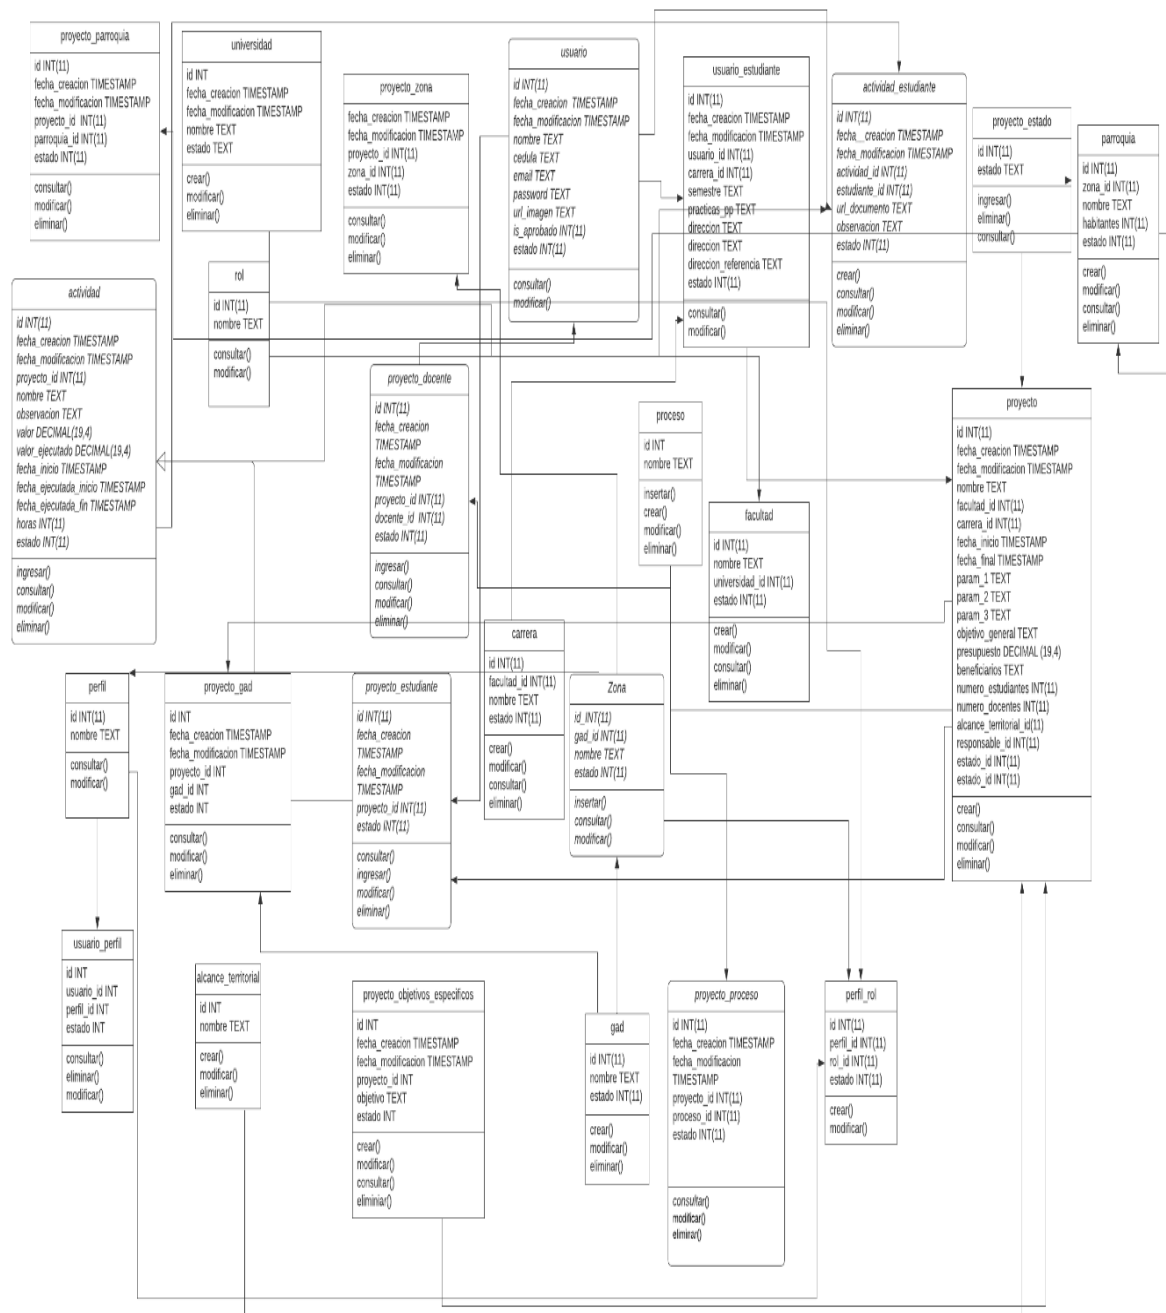 proyecto_parroquia
id INT(11)
fecha_creacion TIMESTAMP
fecha_modificacion TIMESTAMP
proyecto_id INT(11)
parroquia_id INT(11)
estado INT(11)
consultar()
modificar()
eliminar()
universidad
id INT
fecha_creacion TIMESTAMP
fecha_modificacion TIMESTAMP
nombre TEXT
estado TEXT
crear()
modificar()
eliminar()
proyecto_zona
fecha_creacion TIMESTAMP
fecha_modificacion TIMESTAMP
proyecto_id INT(11)
zona_id INT(11)
estado INT(11)
consultar()
modificar()
eliminar()
usuario
id INT(11)
fecha_creacion TIMESTAMP
fecha_modificacion TIMESTAMP
nombre TEXT
cedula TEXT
email TEXT
password TEXT
url_imagen TEXT
is_aprobado INT(11)
estado INT(11)
consultar()
modificar()
usuario_estudiante
id INT(11)
fecha_creacion TIMESTAMP
fecha_modificacion TIMESTAMP
usuario_id INT(11)
carrera_id INT(11)
semestre TEXT
practicas_pp TEXT
direccion TEXT
direccion TEXT
direccion_referencia TEXT
estado INT(11)
consultar()
modificar()
actividad_estudiante
id INT(11)
fecha__creacion TIMESTAMP
fecha_modificacion TIMESTAMP
actividad_id INT(11)
estudiante_id INT(11)
url_documento TEXT
observacion TEXT
estado INT(11)
crear()
consultar()
modificar()
eliminar()
proyecto_estado
id INT(11)
estado TEXT
ingresar()
eliminar()
consultar()
parroquia
id INT(11)
zona_id INT(11)
nombre TEXT
habitantes INT(11)
estado INT(11)
crear()
modificar()
consultar()
eliminar()
actividad
id INT(11)
fecha_creacion TIMESTAMP
fecha_modificacion TIMESTAMP
proyecto_id INT(11)
nombre TEXT
observacion TEXT
valor DECIMAL(19,4)
valor_ejecutado DECIMAL(19,4)
fecha_inicio TIMESTAMP
fecha_ejecutada_inicio TIMESTAMP
fecha_ejecutada_fin TIMESTAMP
horas INT(11)
estado INT(11)
ingresar()
consultar()
modificar()
eliminar()
rol
id INT(11)
nombre TEXT
consultar()
modificar()
proyecto_docente
id INT(11)
fecha_creacion
TIMESTAMP
fecha_modificacion
TIMESTAMP
proyecto_id INT(11)
docente_id INT(11)
estado INT(11)
ingresar()
consultar()
modificar()
eliminar()
proceso
id INT
nombre TEXT
insertar()
crear()
modificar()
eliminar()
facultad
id INT(11)
nombre TEXT
universidad_id INT(11)
estado INT(11)
crear()
modificar()
consultar()
eliminar()
proyecto
id INT(11)
fecha_creacion TIMESTAMP
fecha_modificacion TIMESTAMP
nombre TEXT
facultad_id INT(11)
carrera_id INT(11)
fecha_inicio TIMESTAMP
fecha_final TIMESTAMP
param_1 TEXT
param_2 TEXT
param_3 TEXT
objetivo_general TEXT
presupuesto DECIMAL (19,4)
beneficiarios TEXT
numero_estudiantes INT(11)
numero_docentes INT(11)
alcance_territorial_id(11)
responsable_id INT(11)
estado_id INT(11)
estado_id INT(11)
crear()
consultar()
modificar()
eliminar()
perfil
id INT(11)
nombre TEXT
consultar()
modificar()
proyecto_gad
id INT
fecha_creacion TIMESTAMP
fecha_modificacion TIMESTAMP
proyecto_id INT
gad_id INT
estado INT
consultar()
modificar()
eliminar()
proyecto_estudiante
id INT(11)
fecha_creacion
TIMESTAMP
fecha_modificacion
TIMESTAMP
proyecto_id INT(11)
estado INT(11)
consultar()
ingresar()
modificar()
eliminar()
carrera
id INT(11)
facultad_id INT(11)
nombre TEXT
estado INT(11)
crear()
modificar()
consultar()
eliminar()
Zona
id_INT(11)
gad_id INT(11)
nombre TEXT
estado INT(11)
insertar()
consultar()
modificar()
usuario_perfil
id INT
usuario_id INT
perfil_id INT
estado INT
consultar()
eliminar()
modificar()
alcance_territorial
id INT
nombre TEXT
crear()
modificar()
eliminar()
proyecto_objetivos_especificos
id INT
fecha_creacion TIMESTAMP
fecha_modificacion TIMESTAMP
proyecto_id INT
objetivo TEXT
estado INT
crear()
modificar()
consultar()
eliminiar()
gad
id INT(11)
nombre TEXT
estado INT(11)
crear()
modificar()
eliminar()
proyecto_proceso
id INT(11)
fecha_creacion TIMESTAMP
fecha_modificacion
TIMESTAMP
proyecto_id INT(11)
proceso_id INT(11)
estado INT(11)
consultar()
modificar()
eliminar()
perfil_rol
id INT(11)
perfil_id INT(11)
rol_id INT(11)
estado INT(11)
crear()
modificar()